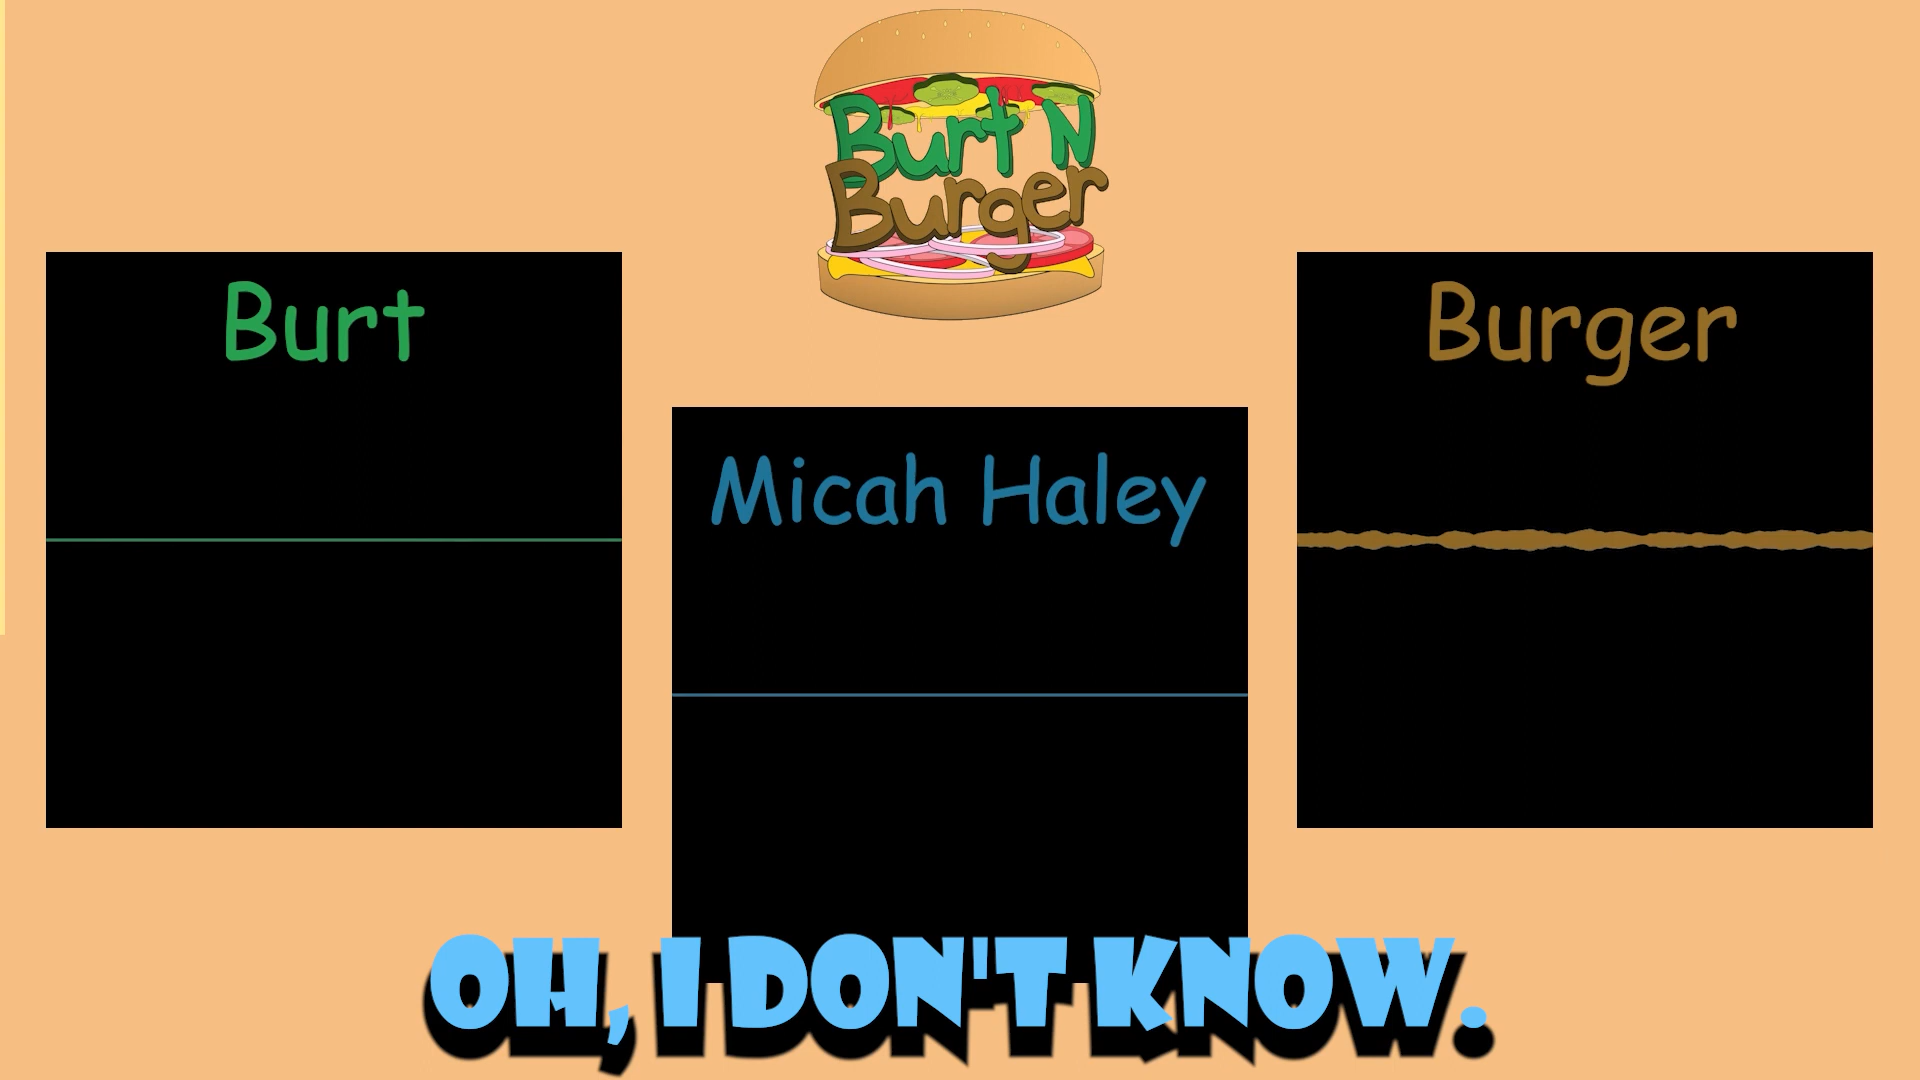 Burt N
Burger
Burt
Burger
Micah Haley
OH, I DON'T KNOW.